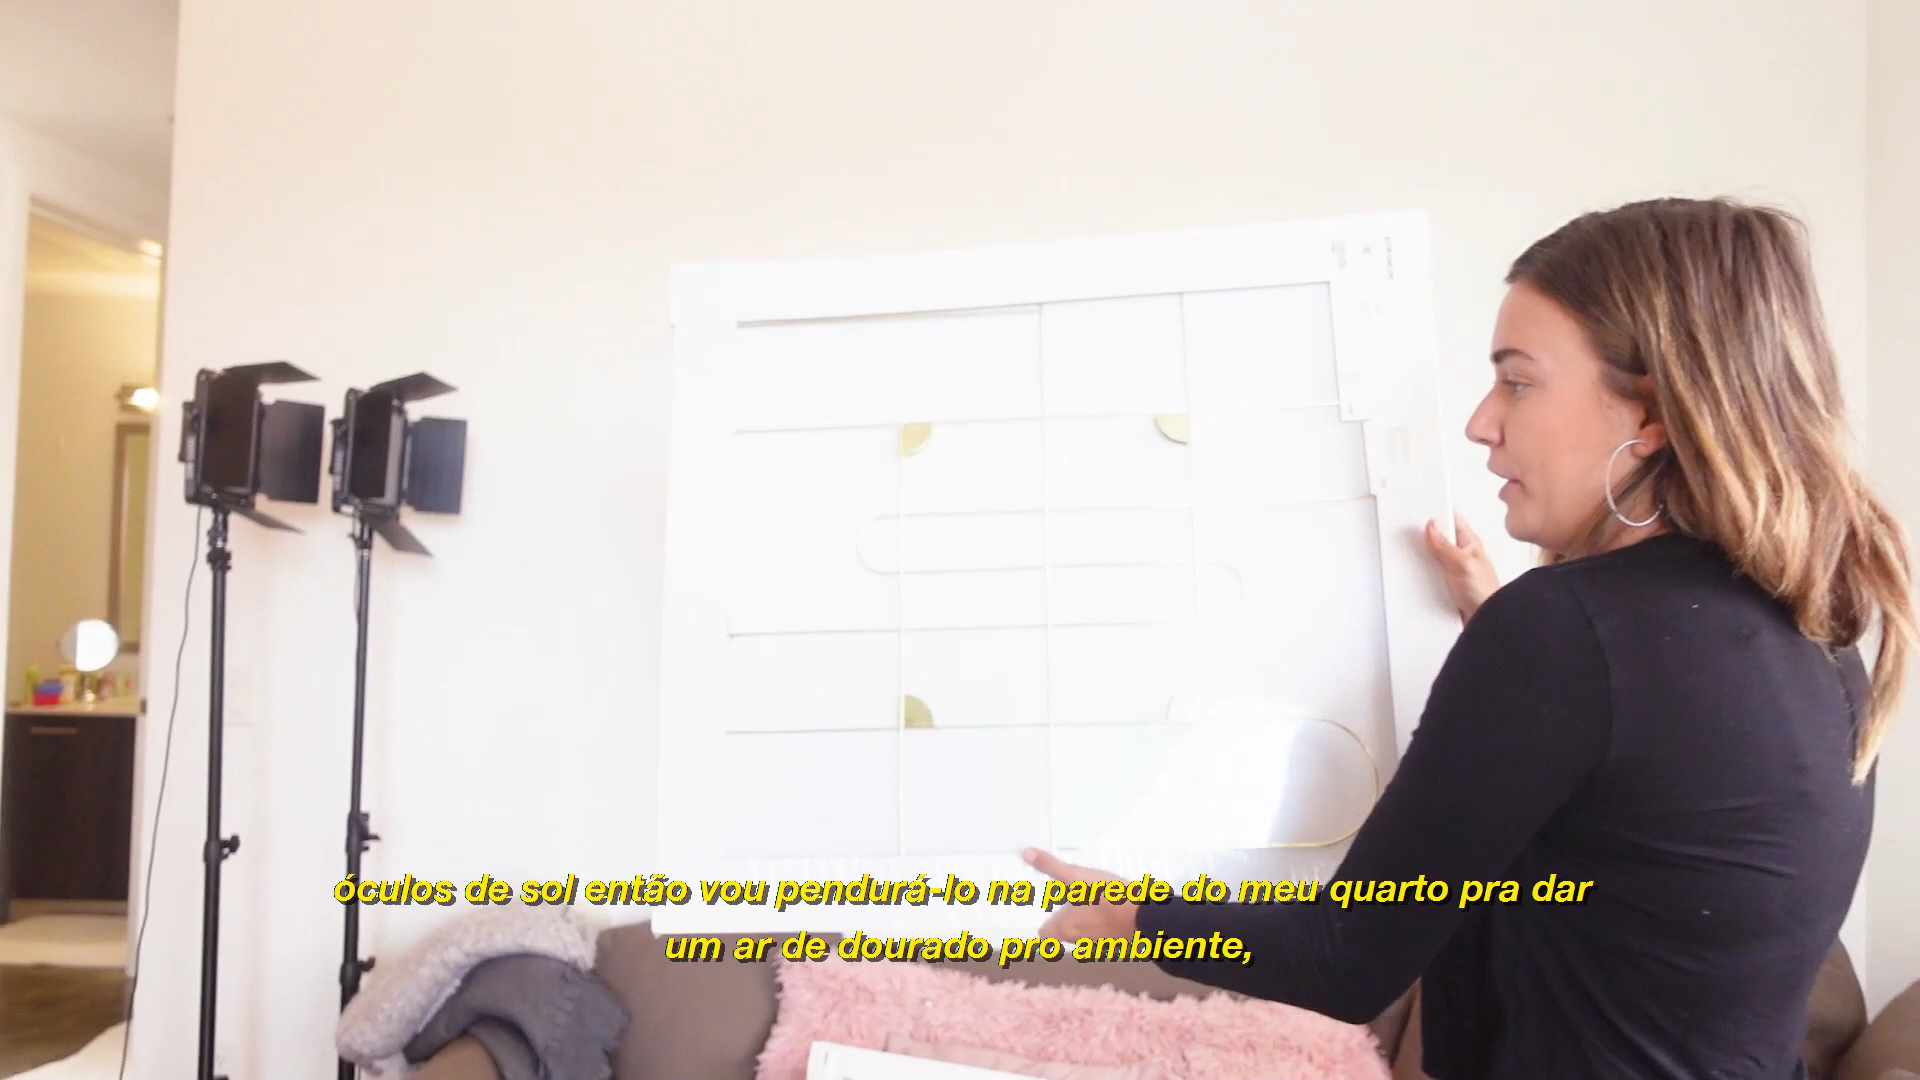 óculos de sol então vou pendurá-lo na parede do meu quarto pra dar
um ar de dourado pro ambiente,